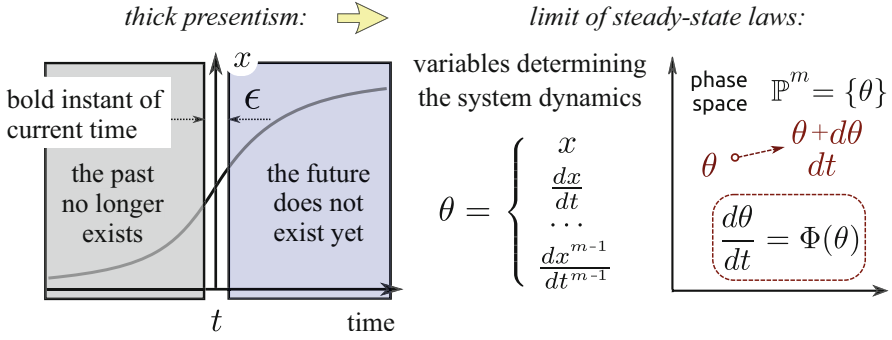 thick presentism:
limit of steady-state laws:
x
bold instant of
current time
ϵ
the past
no longer
exists
the future
does not
exist yet
t
time
variables determining
the system dynamics
θ = {
x
dx/dt
...
dx^{m-1}/dt^{m-1}
phase
space
ℙ^m = {θ}
θ
θ+dθ
dt
dθ/dt = Φ(θ)